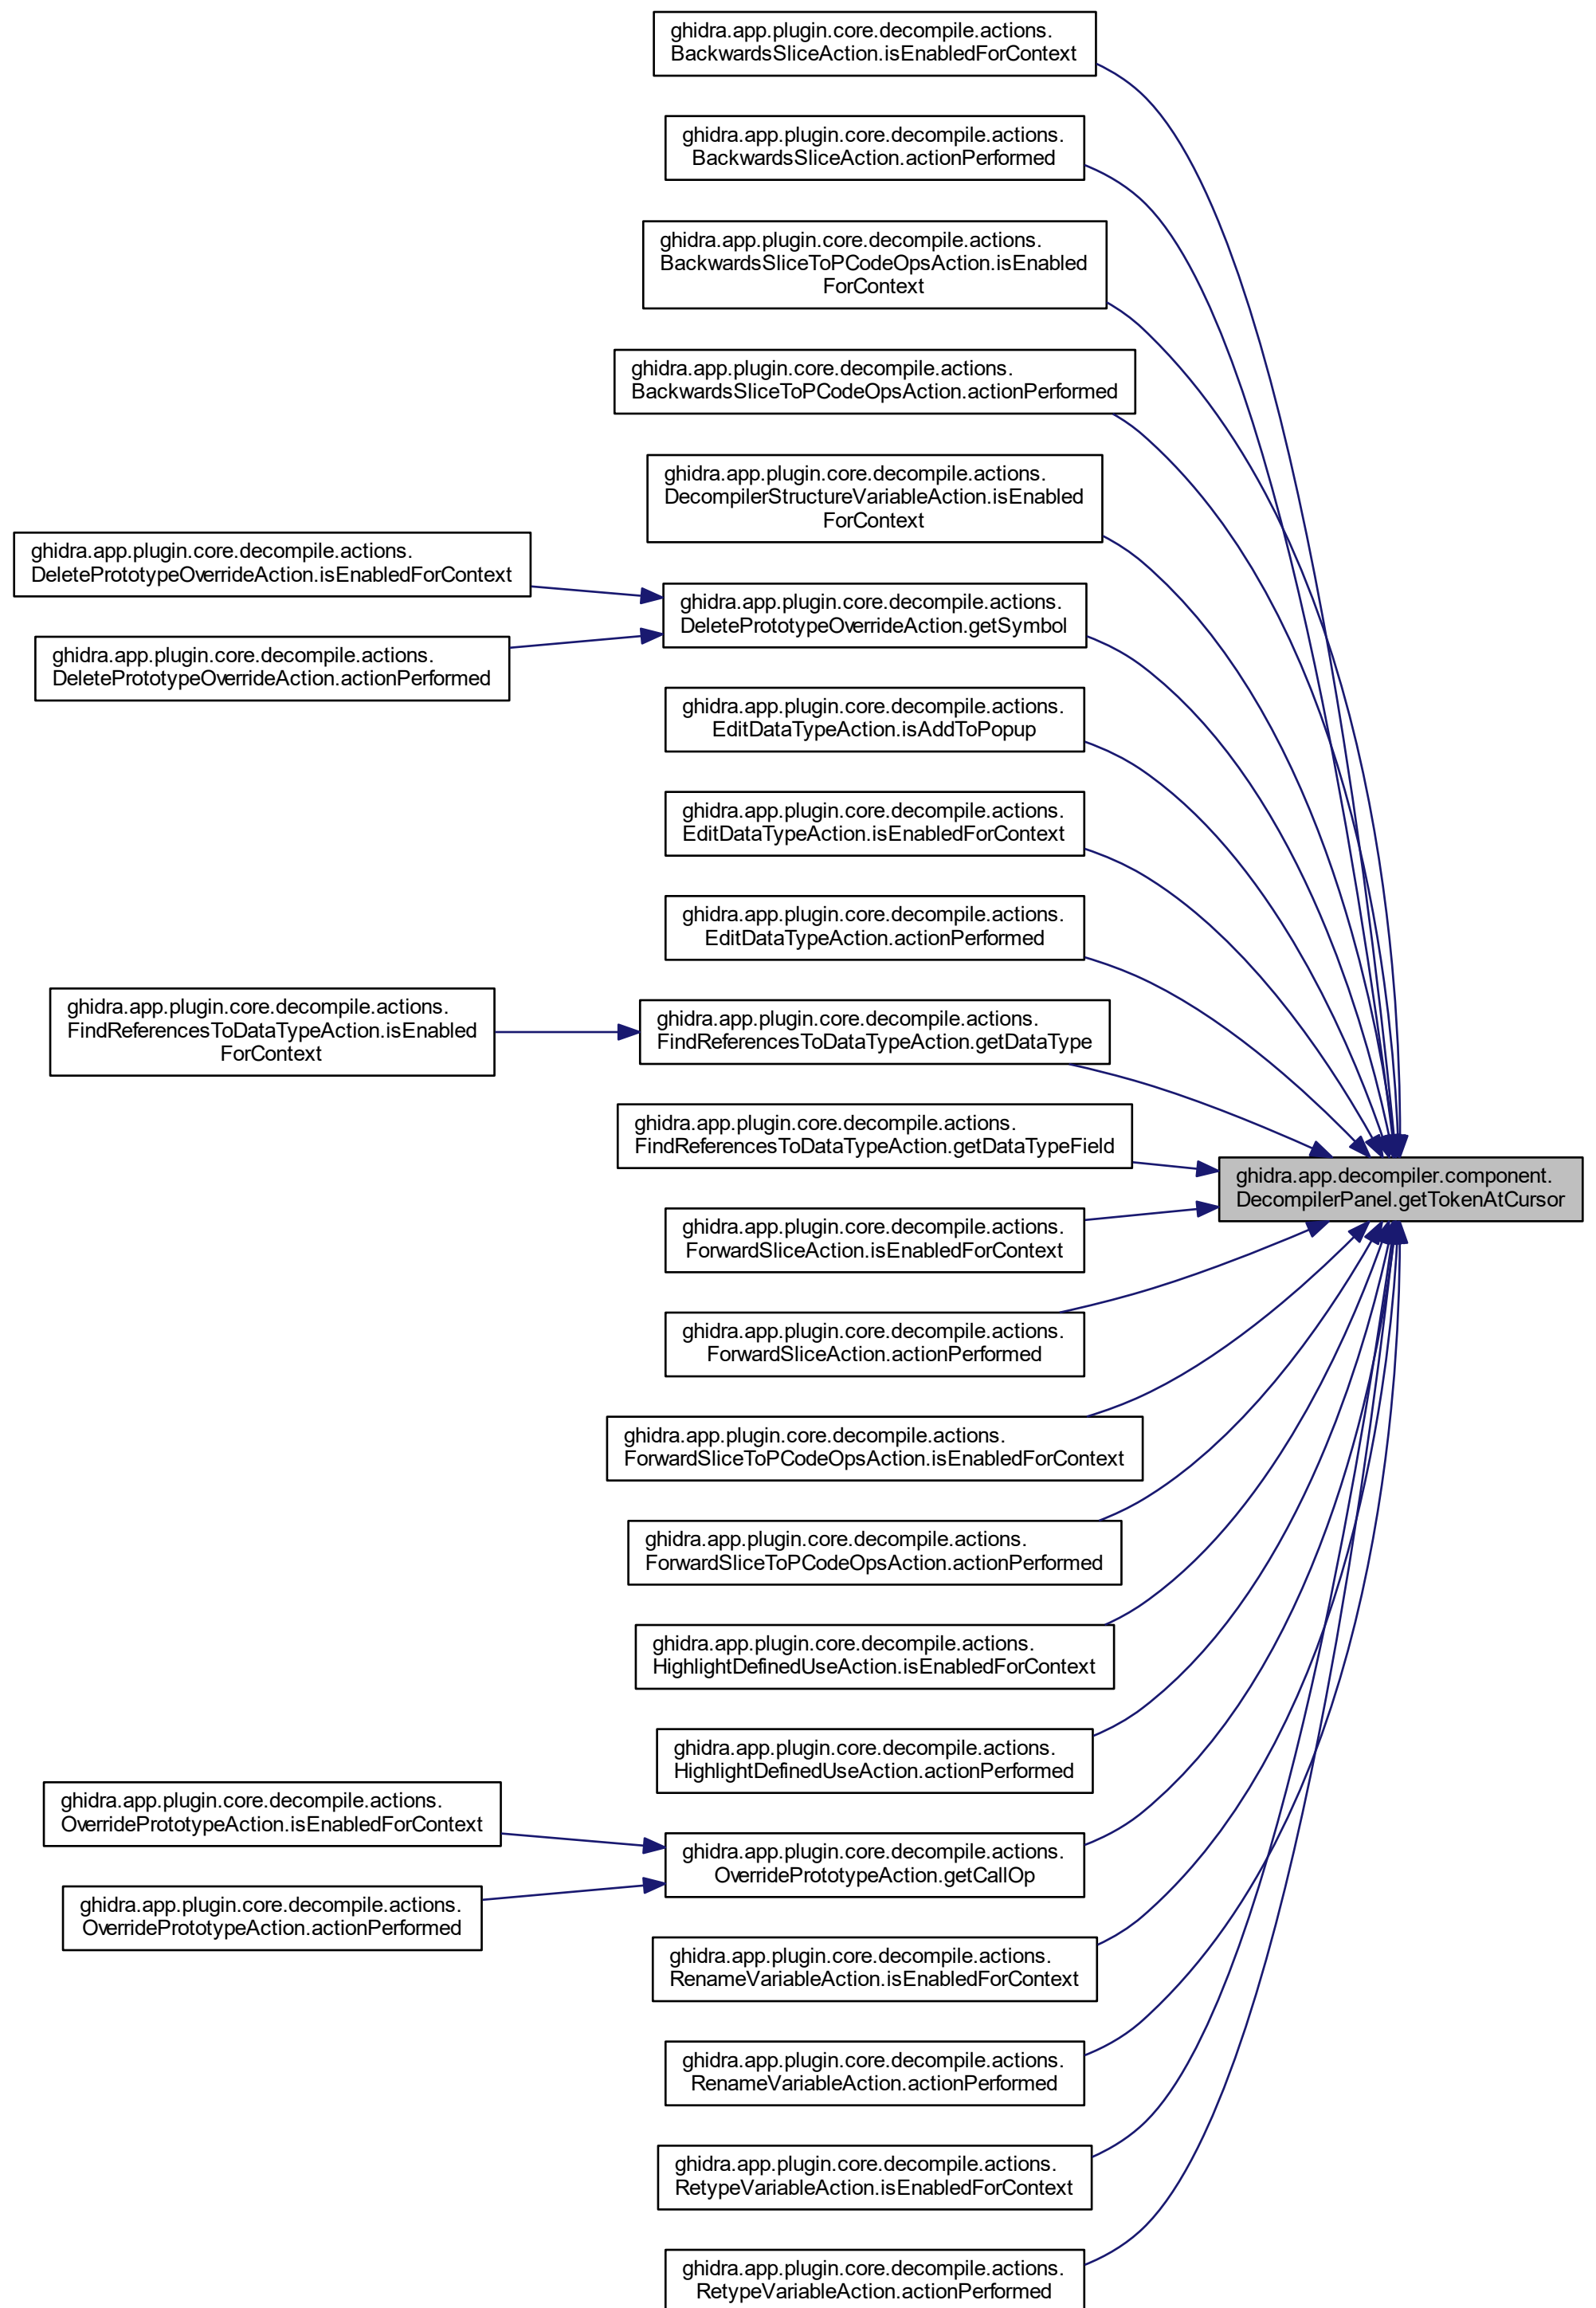 ghidra.app.plugin.core.decompile.actions.
BackwardsSliceAction.isEnabledForContext
ghidra.app.plugin.core.decompile.actions.
BackwardsSliceAction.actionPerformed
ghidra.app.plugin.core.decompile.actions.
BackwardsSliceToPCodeOpsAction.isEnabled
ForContext
ghidra.app.plugin.core.decompile.actions.
BackwardsSliceToPCodeOpsAction.actionPerformed
ghidra.app.plugin.core.decompile.actions.
DecompilerStructureVariableAction.isEnabled
ForContext
ghidra.app.plugin.core.decompile.actions.
DeletePrototypeOverrideAction.isEnabledForContext
ghidra.app.plugin.core.decompile.actions.
DeletePrototypeOverrideAction.getSymbol
ghidra.app.plugin.core.decompile.actions.
DeletePrototypeOverrideAction.actionPerformed
ghidra.app.plugin.core.decompile.actions.
EditDataTypeAction.isAddToPopup
ghidra.app.plugin.core.decompile.actions.
EditDataTypeAction.isEnabledForContext
ghidra.app.plugin.core.decompile.actions.
EditDataTypeAction.actionPerformed
ghidra.app.plugin.core.decompile.actions.
FindReferencesToDataTypeAction.isEnabled
ForContext
ghidra.app.plugin.core.decompile.actions.
FindReferencesToDataTypeAction.getDataType
ghidra.app.plugin.core.decompile.actions.
FindReferencesToDataTypeAction.getDataTypeField
ghidra.app.decompiler.component.
DecompilerPanel.getTokenAtCursor
ghidra.app.plugin.core.decompile.actions.
ForwardSliceAction.isEnabledForContext
ghidra.app.plugin.core.decompile.actions.
ForwardSliceAction.actionPerformed
ghidra.app.plugin.core.decompile.actions.
ForwardSliceToPCodeOpsAction.isEnabledForContext
ghidra.app.plugin.core.decompile.actions.
ForwardSliceToPCodeOpsAction.actionPerformed
ghidra.app.plugin.core.decompile.actions.
HighlightDefinedUseAction.isEnabledForContext
ghidra.app.plugin.core.decompile.actions.
HighlightDefinedUseAction.actionPerformed
ghidra.app.plugin.core.decompile.actions.
OverridePrototypeAction.isEnabledForContext
ghidra.app.plugin.core.decompile.actions.
OverridePrototypeAction.getCallOp
ghidra.app.plugin.core.decompile.actions.
OverridePrototypeAction.actionPerformed
ghidra.app.plugin.core.decompile.actions.
RenameVariableAction.isEnabledForContext
ghidra.app.plugin.core.decompile.actions.
RenameVariableAction.actionPerformed
ghidra.app.plugin.core.decompile.actions.
RetypeVariableAction.isEnabledForContext
ghidra.app.plugin.core.decompile.actions.
RetypeVariableAction.actionPerformed